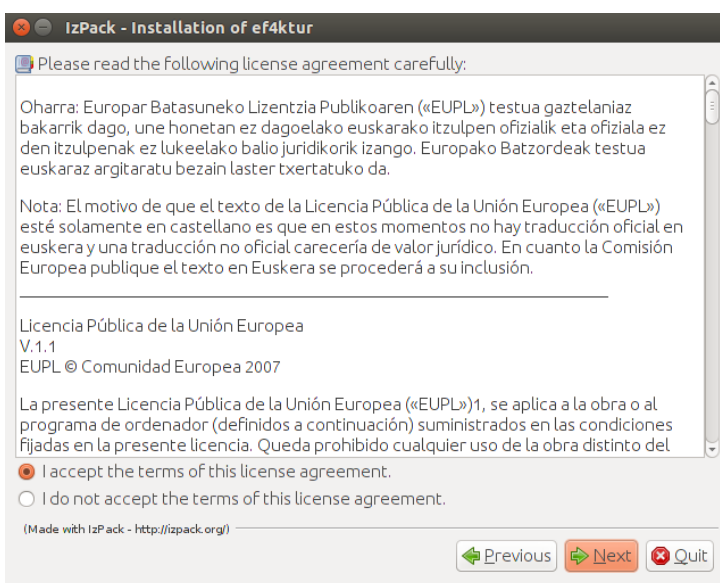 IzPack - Installation of ef4ktur
Please read the following license agreement carefully:
Oharra: Europar Batasuneko Lizentzia Publikoaren («EUPL») testua gaztelaniaz
bakarrik dago, une honetan ez dagoelako euskarako itzulpen ofizialik eta ofiziala ez
den itzulpenak ez lukeelako balio juridikorik izango. Europako Batzordeak testua
euskaraz argitaratu bezain laster txertatuko da.
Nota: El motivo de que el texto de la Licencia Pública de la Unión Europea («EUPL»)
esté solamente en castellano es que en estos momentos no hay traducción oficial en
euskera y una traducción no oficial carecería de valor jurídico. En cuanto la Comisión
Europea publique el texto en Euskera se procederá a su inclusión.
Licencia Pública de la Unión Europea
V.1.1
EUPL © Comunidad Europea 2007
La presente Licencia Pública de la Unión Europea («EUPL»)1, se aplica a la obra o al
programa de ordenador (definidos a continuación) suministrados en las condiciones
fijadas en la presente licencia. Queda prohibido cualquier uso de la obra distinto del
I accept the terms of this license agreement.
I do not accept the terms of this license agreement.
(Made with IzPack - http://izpack.org/)
Previous Next Quit